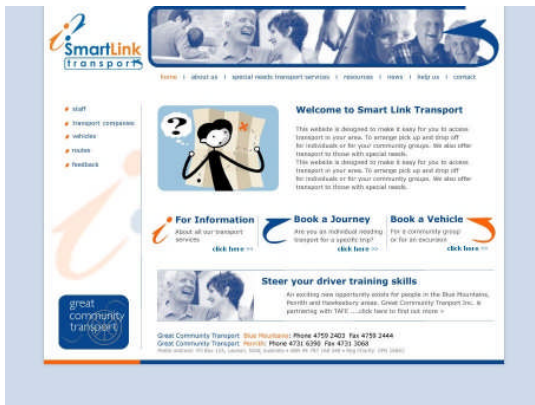 SmartLink
transport
home | about us | special needs transport services | resources | news | help us | contact
staff
transport companies
vehicles
routes
feedback
?
Welcome to Smart Link Transport
This website is designed to make it easy for you to access
transport in your area. To arrange pick up and drop off
for individuals or for your community groups. We also offer
transport to those with special needs.
This website is designed to make it easy for you to access
transport in your area. To arrange pick up and drop off
for individuals or for your community groups. We also offer
transport to those with special needs.
For Information
About all our transport
services
click here >>
Book a Journey
Are you an individual needing
transport for a specific trip?
click here >>
Book a Vehicle
For a community group
or for an excursion
click here >>
Steer your driver training skills
An exciting new opportunity exists for people in the Blue Mountains,
Penrith and Hawkesbury areas. Great Community Transport Inc. is
partnering with TAFE ....click here to find out more »
great
community
transport
Great Community Transport Blue Mountains: Phone 4759 2403 Fax 4759 2444
Great Community Transport Penrith: Phone 4731 6390 Fax 4731 3068